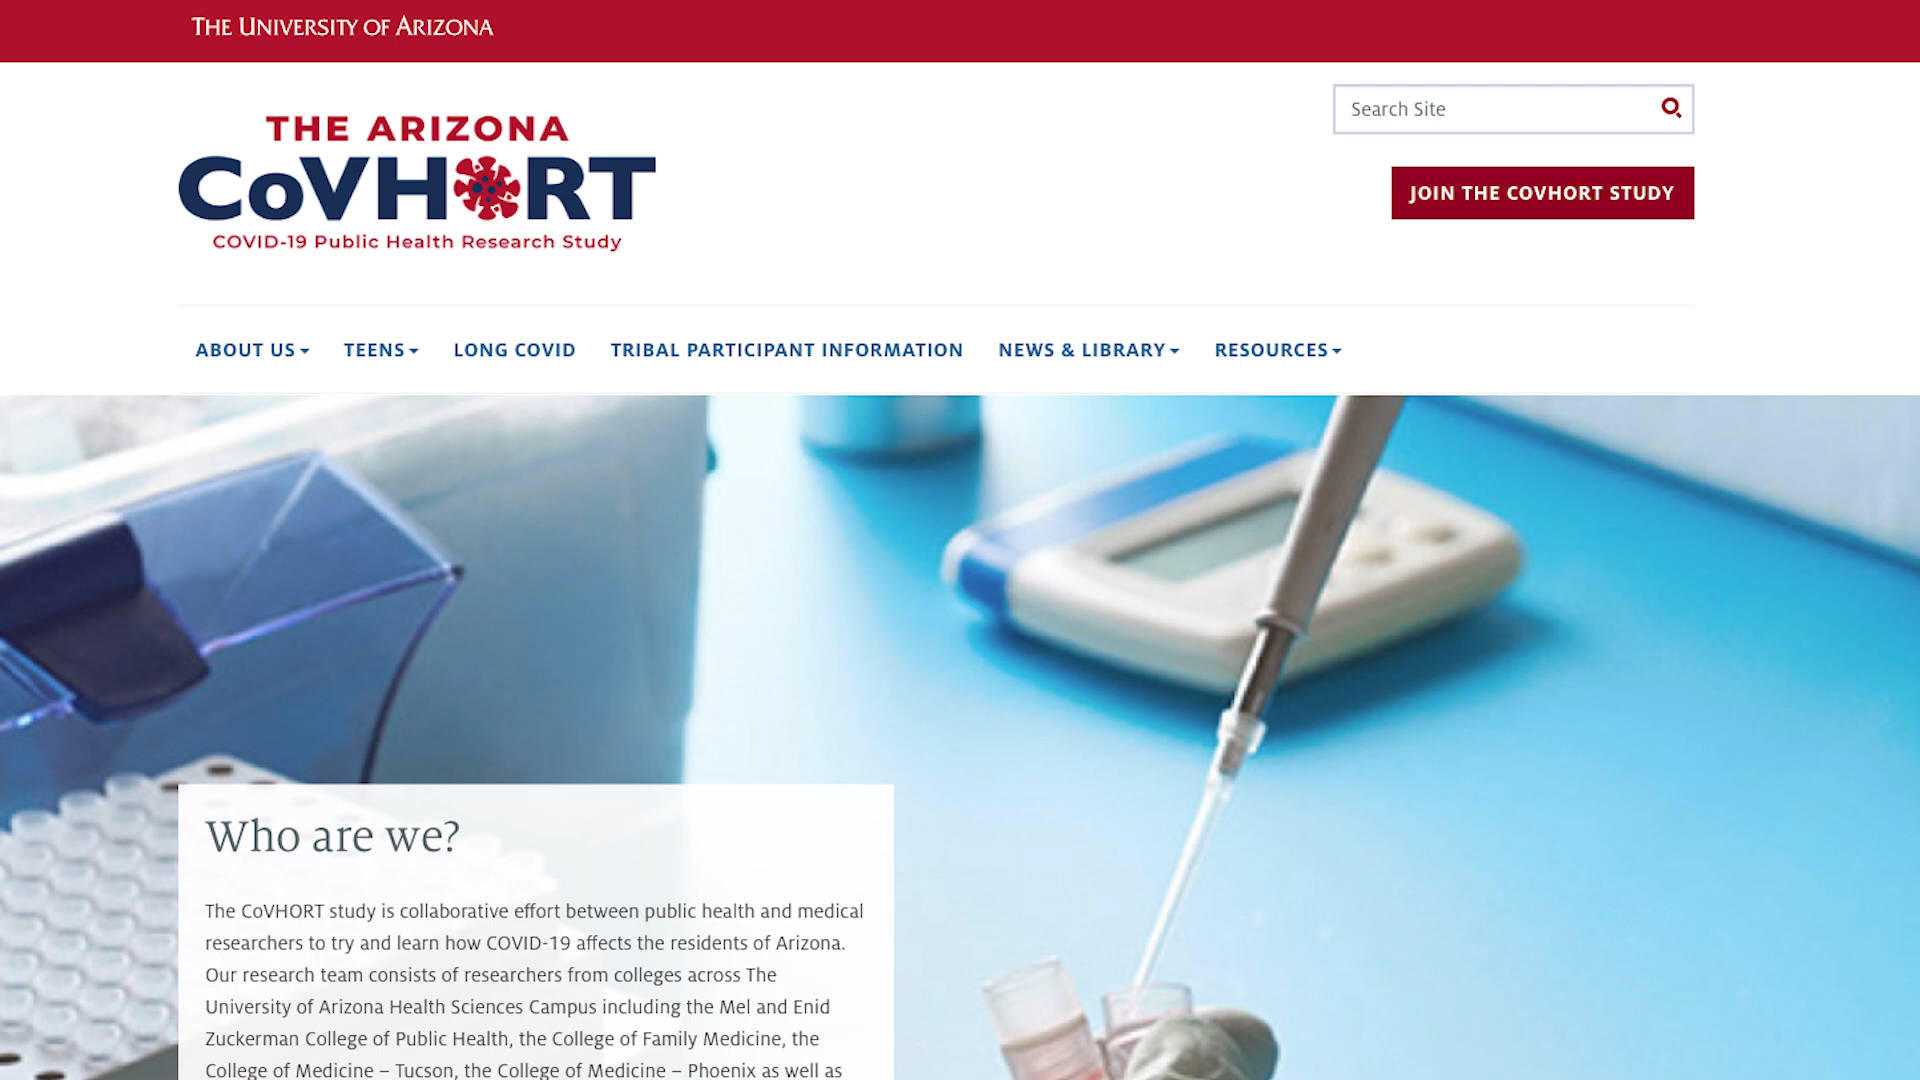 THE UNIVERSITY OF ARIZONA
THE ARIZONA
CoVHORT
COVID-19 Public Health Research Study
Search Site
JOIN THE COVHORT STUDY
ABOUT US
TEENS
LONG COVID
TRIBAL PARTICIPANT INFORMATION
NEWS & LIBRARY
RESOURCES
Who are we?
The CoVHORT study is collaborative effort between public health and medical
researchers to try and learn how COVID-19 affects the residents of Arizona.
Our research team consists of researchers from colleges across The
University of Arizona Health Sciences Campus including the Mel and Enid
Zuckerman College of Public Health, the College of Family Medicine, the
College of Medicine – Tucson, the College of Medicine – Phoenix as well as